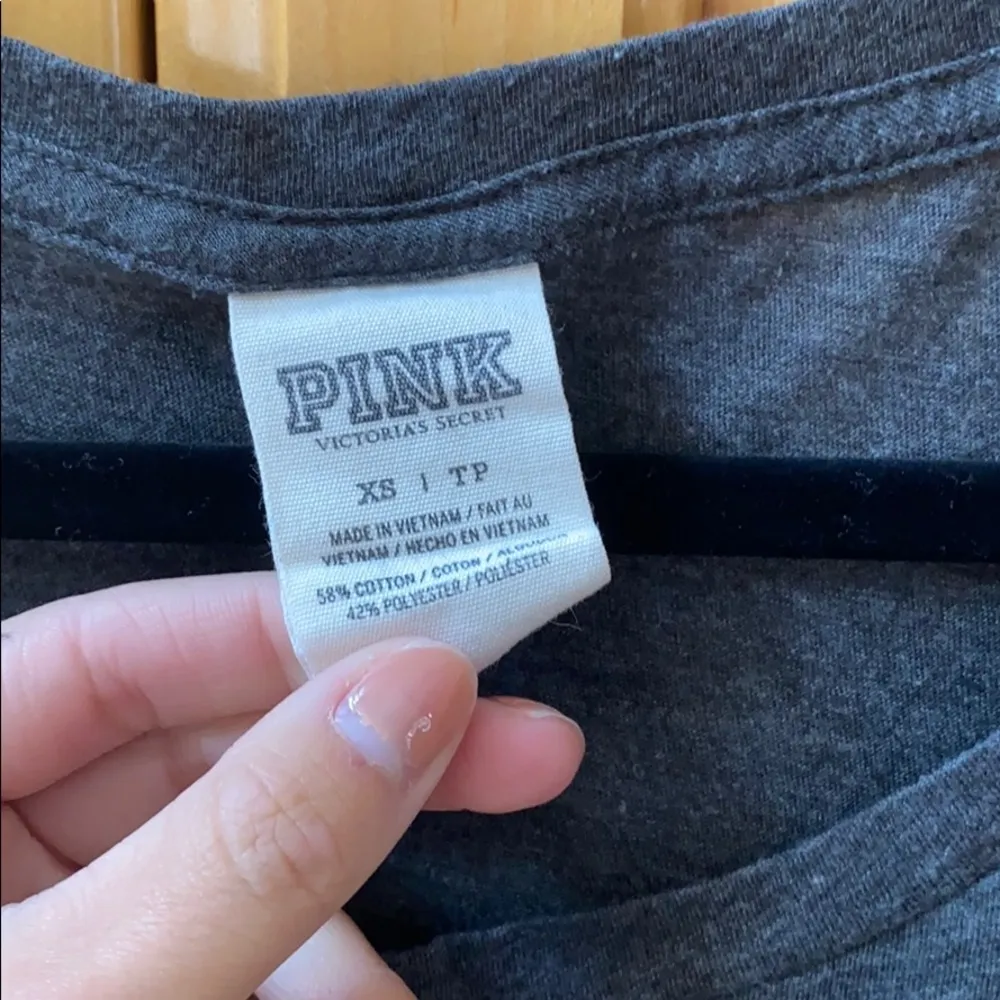 PINK
VICTORIA'S SECRET
XS | TP
MADE IN VIETNAM / FAIT AU
VIETNAM / HECHO EN VIETNAM
58% COTTON / COTON /
42% POLYESTER / POLIÉSTER